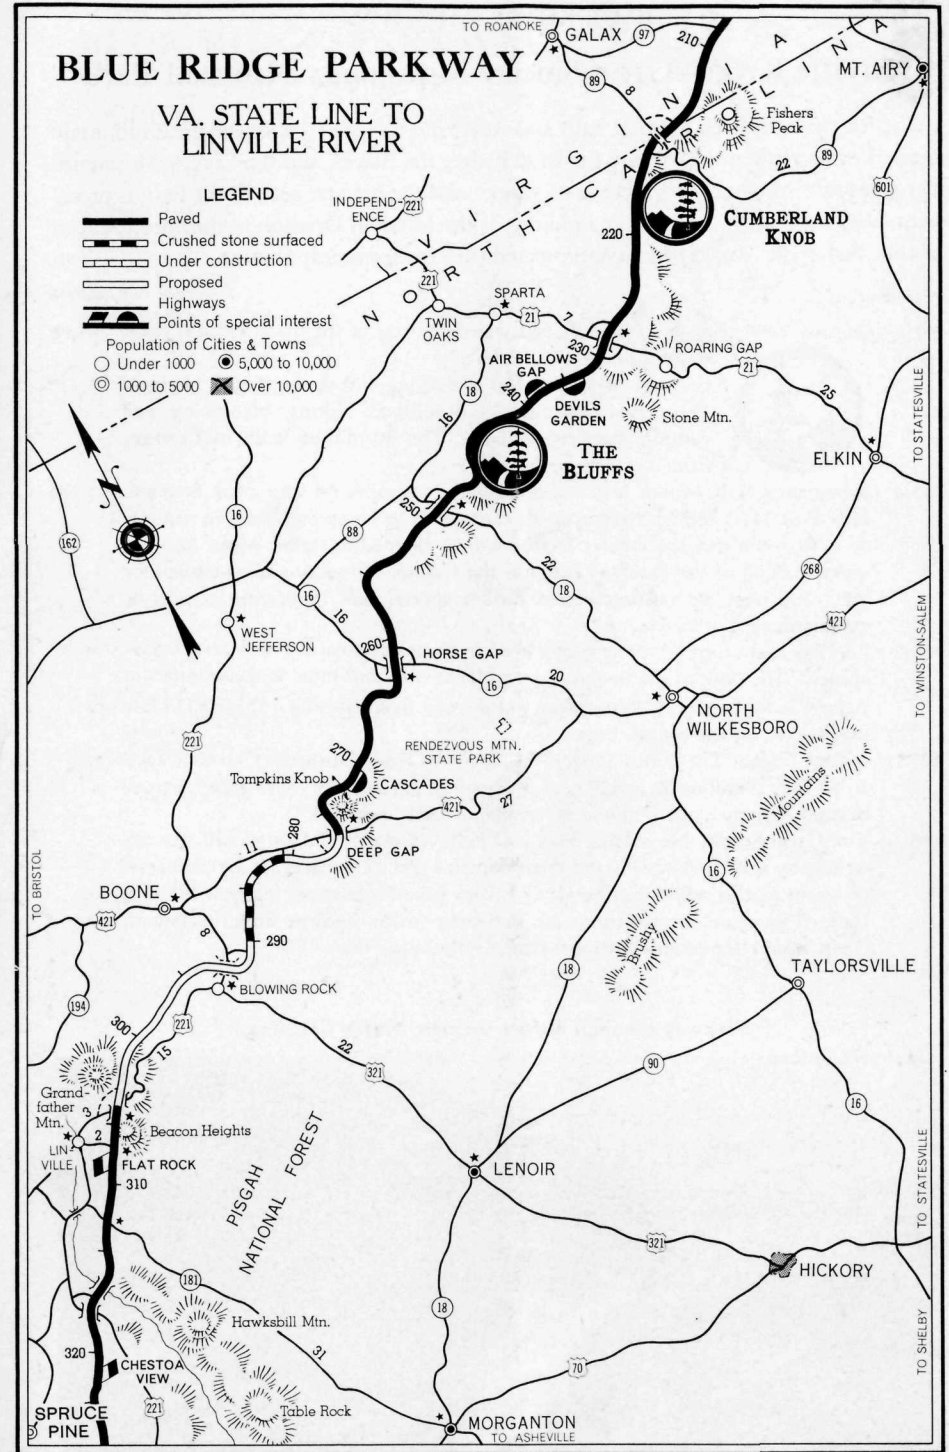 BLUE RIDGE PARKWAY
VA. STATE LINE TO
LINVILLE RIVER
LEGEND
Paved
Crushed stone surfaced
Under construction
Proposed
Highways
Points of special interest
Population of Cities & Towns
Under 1000
5,000 to 10,000
1000 to 5000
Over 10,000
TO ROANOKE
GALAX
97
210
MT. AIRY
89
8
VIRGINIA
NORTH CAROLINA
Fishers
Peak
22
89
601
INDEPEND-
ENCE
221
CUMBERLAND
KNOB
220
221
SPARTA
21
7
TWIN
OAKS
230
ROARING GAP
21
AIR BELLOWS
GAP
240
DEVILS
GARDEN
25
18
16
Stone Mtn.
THE
BLUFFS
ELKIN
TO STATESVILLE
N
16
250
88
162
22
18
268
16
16
421
WEST
JEFFERSON
260
HORSE GAP
16
20
TO WINSTON-SALEM
NORTH
WILKESBORO
221
RENDEZVOUS MTN.
STATE PARK
270
Tompkins Knob
CASCADES
421
27
Mountains
280
11
DEEP GAP
16
TO BRISTOL
BOONE
421
8
290
Brushy
18
TAYLORSVILLE
BLOWING ROCK
194
300
221
15
22
321
90
16
Grand-
father
Mtn.
3
2
Beacon Heights
LIN-
VILLE
FLAT ROCK
310
PISGAH
NATIONAL FOREST
LENOIR
TO STATESVILLE
321
HICKORY
181
18
Hawksbill Mtn.
31
TO SHELBY
320
CHESTOA
VIEW
70
221
Table Rock
SPRUCE
PINE
MORGANTON
TO ASHEVILLE